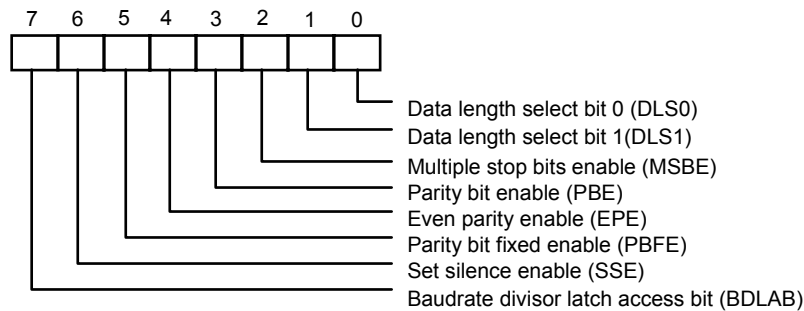 7 6 5 4 3 2 1 0
Data length select bit 0 (DLS0)
Data length select bit 1(DLS1)
Multiple stop bits enable (MSBE)
Parity bit enable (PBE)
Even parity enable (EPE)
Parity bit fixed enable (PBFE)
Set silence enable (SSE)
Baudrate divisor latch access bit (BDLAB)